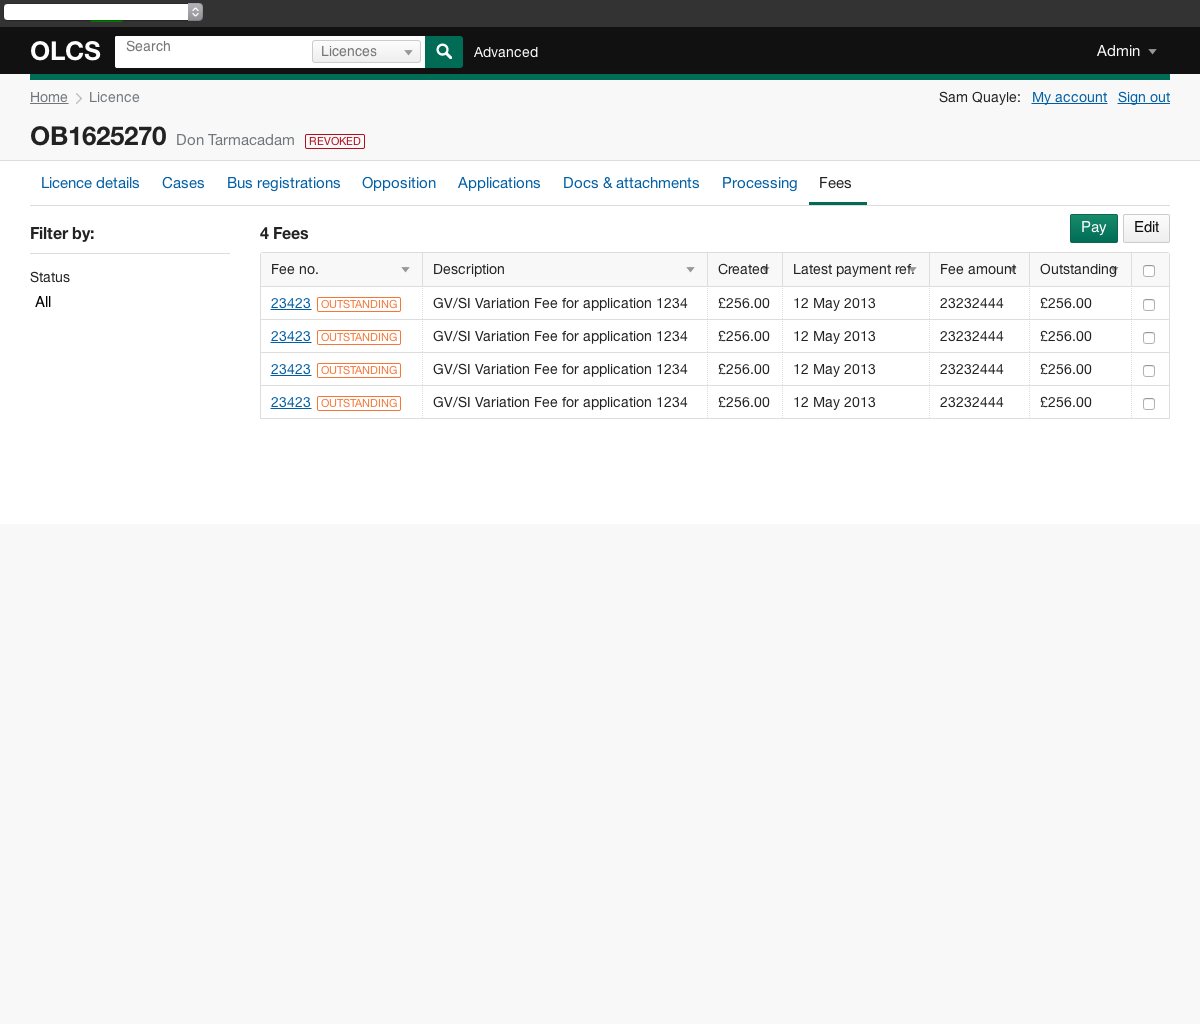 OLCS Search Licences Advanced Admin
Home Licence Sam Quayle: My account Sign out
OB1625270 Don Tarmacadam REVOKED
Licence details Cases Bus registrations Opposition Applications Docs & attachments Processing Fees
Filter by:
Status
All
4 Fees Pay Edit
Fee no. Description Created Latest payment ref. Fee amount Outstanding
23423 OUTSTANDING GV/SI Variation Fee for application 1234 £256.00 12 May 2013 23232444 £256.00
23423 OUTSTANDING GV/SI Variation Fee for application 1234 £256.00 12 May 2013 23232444 £256.00
23423 OUTSTANDING GV/SI Variation Fee for application 1234 £256.00 12 May 2013 23232444 £256.00
23423 OUTSTANDING GV/SI Variation Fee for application 1234 £256.00 12 May 2013 23232444 £256.00